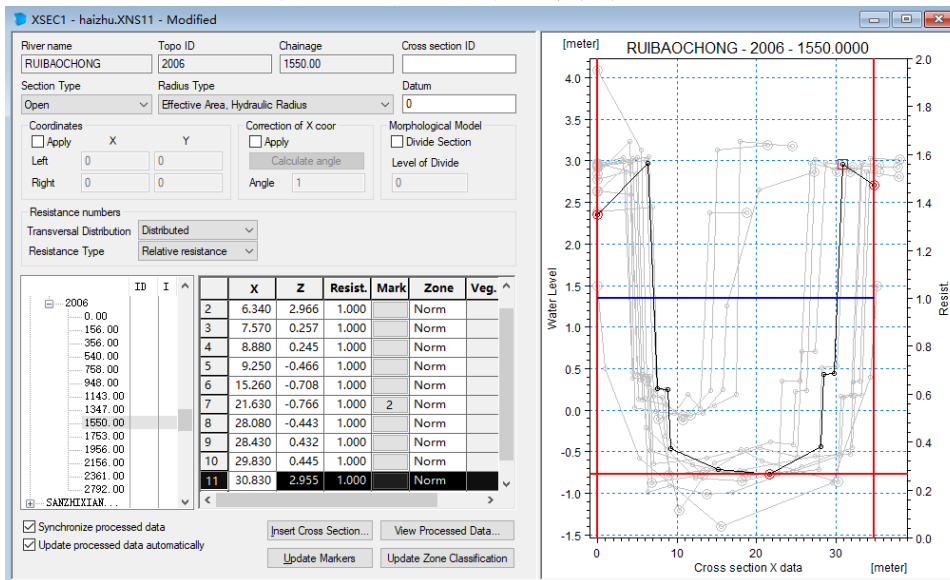 XSEC1 - haizhu.XNS11 - Modified
River name Topo ID Chainage Cross section ID
RUIBAOCHONG 2006 1550.00
Section Type Radius Type Datum
Open Effective Area, Hydraulic Radius 0
Coordinates Correction of X coor Morphological Model
Apply X Y Apply Divide Section
Left 0 0 Calculate angle Level of Divide
Right 0 0 Angle 1 0
Resistance numbers
Transversal Distribution Distributed
Resistance Type Relative resistance
ID I
2006
0.00
156.00
356.00
540.00
758.00
948.00
1143.00
1347.00
1550.00
1753.00
1956.00
2156.00
2361.00
2792.00
SANZHIXIAN...
X Z Resist. Mark Zone Veg.
2 6.340 2.966 1.000 Norm
3 7.570 0.257 1.000 Norm
4 8.880 0.245 1.000 Norm
5 9.250 -0.466 1.000 Norm
6 15.260 -0.708 1.000 Norm
7 21.630 -0.766 1.000 2 Norm
8 28.080 -0.443 1.000 Norm
9 28.430 0.432 1.000 Norm
10 29.830 0.445 1.000 Norm
11 30.830 2.955 1.000 Norm
Synchronize processed data
Update processed data automatically
Insert Cross Section... View Processed Data...
Update Markers Update Zone Classification
[meter] RUIBAOCHONG - 2006 - 1550.0000
4.0
3.5
3.0
2.5
2.0
1.0
0.5
0.0
-0.5
-1.0
-1.5
1.5
Water Level
2.0
1.8
1.6
1.4
1.2
1.0
0.8
0.6
0.4
0.2
0.0
Resist.
0 10 20 30
Cross section X data [meter]